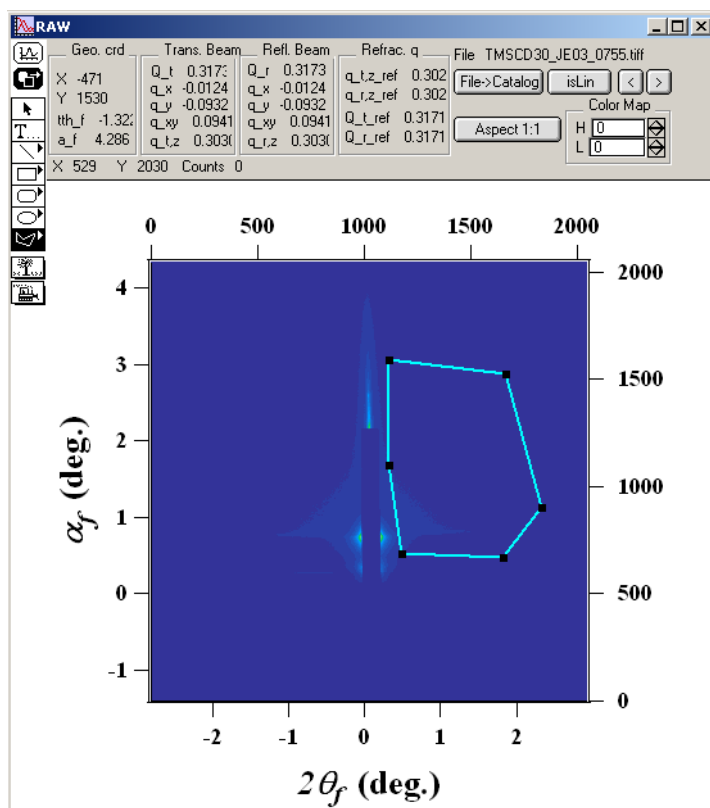 RAW
Geo. crd Trans. Beam Refl. Beam Refrac. q File TMSCD30_JE03_0755.tiff
X -471 Q_t 0.3173 Q_r 0.3173 q_t,z_ref 0.302 File->Catalog isLin < >
Y 1530 q_x -0.0124 q_x -0.0124 q_r,z_ref 0.302 Color Map
tth_f -1.322 q_y -0.0932 q_y -0.0932 Q_t_ref 0.3171 Aspect 1:1 H 0
a_f 4.286 q_xy 0.0941 q_xy 0.0941 Q_r_ref 0.3171 L 0
q_t,z 0.303 q_r,z 0.303
T...
X 529 Y 2030 Counts 0
0 500 1000 1500 2000
4 2000
3 1500
2
1000
1
0 500
-1 0
αf (deg.)
-2 -1 0 1 2
2θf (deg.)